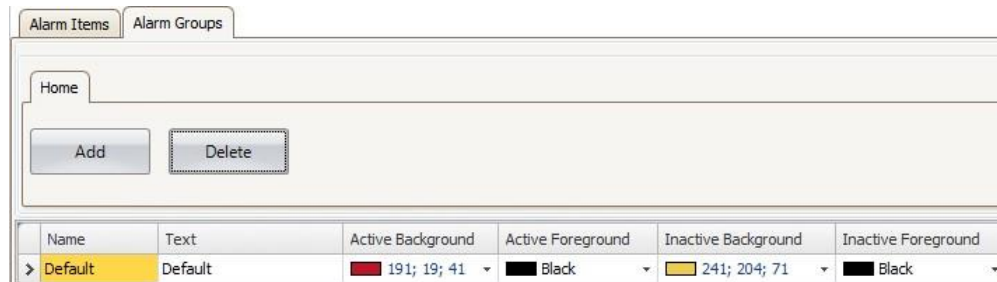 Alarm Items Alarm Groups
Home
Add Delete
Name Text Active Background Active Foreground Inactive Background Inactive Foreground
Default Default 191; 19; 41 Black 241; 204; 71 Black